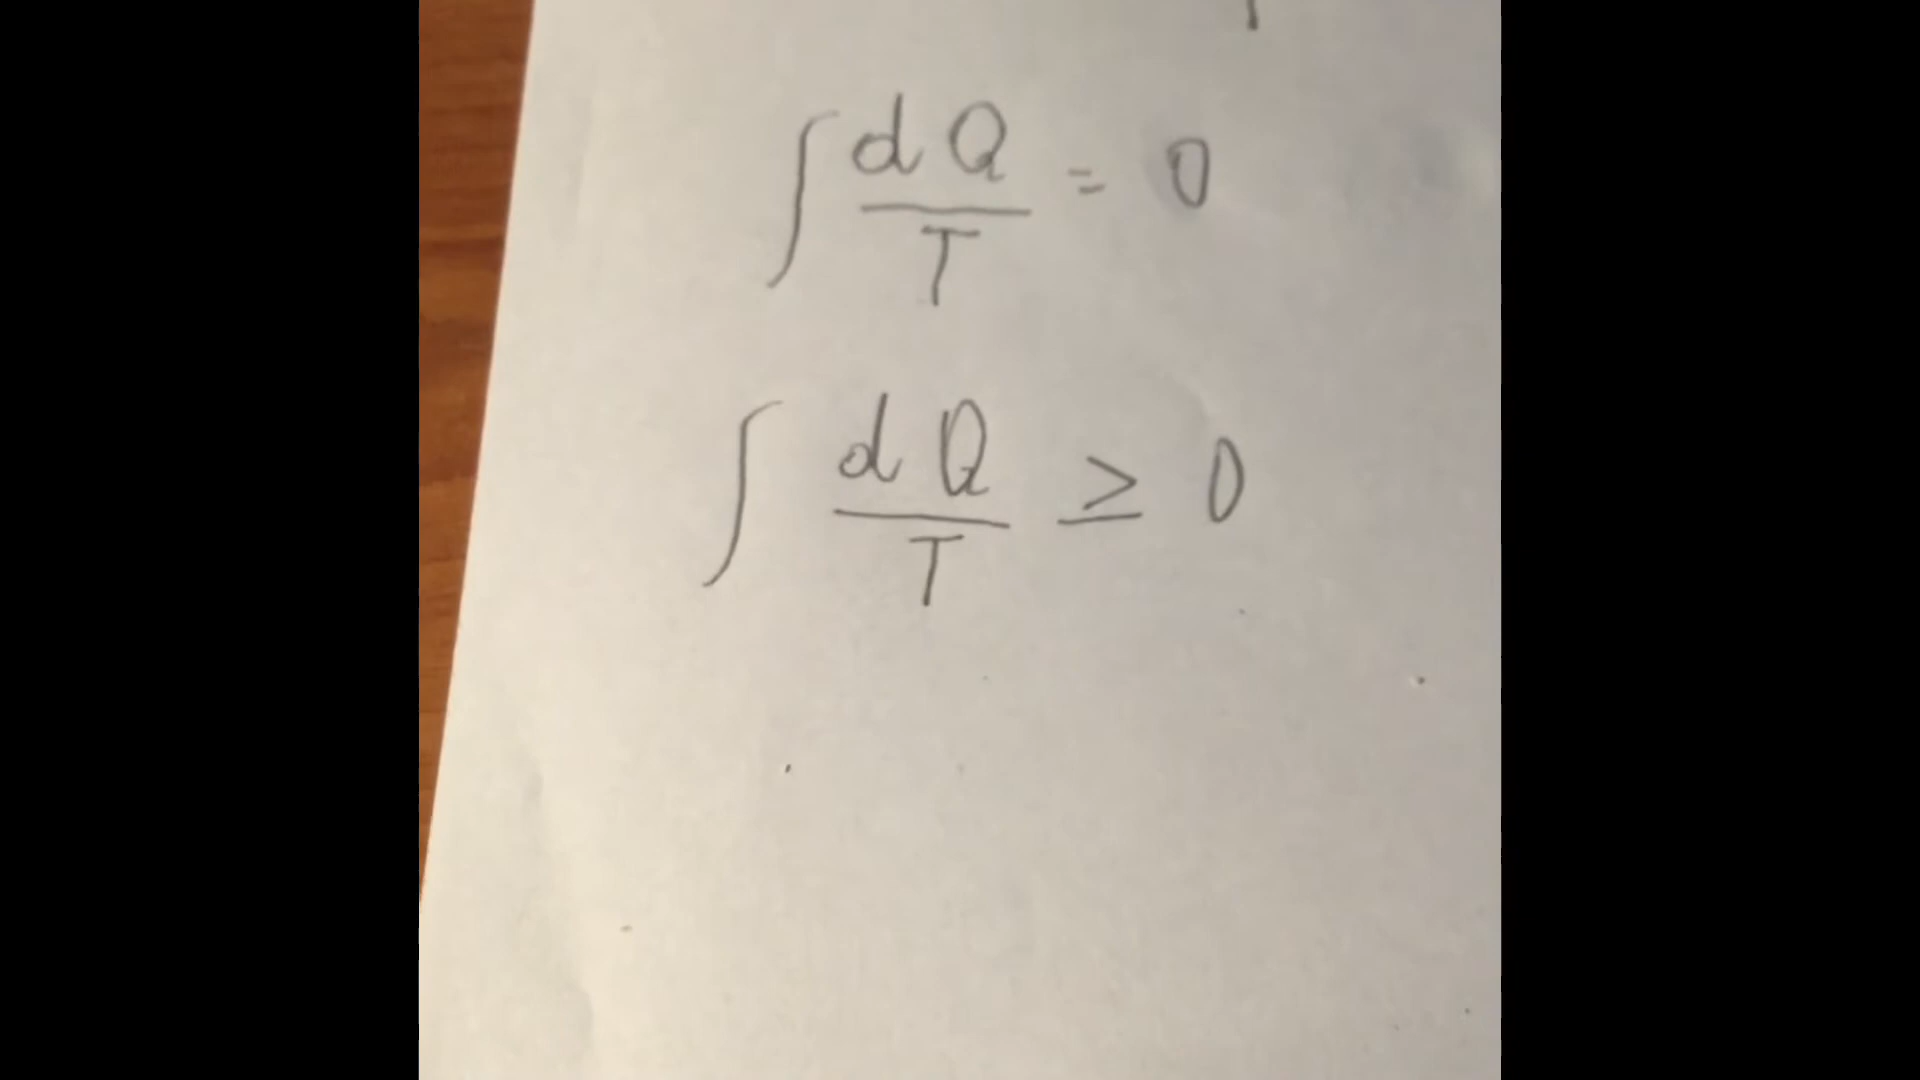 ∫ dQ/T = 0
∫ dQ/T ≥ 0